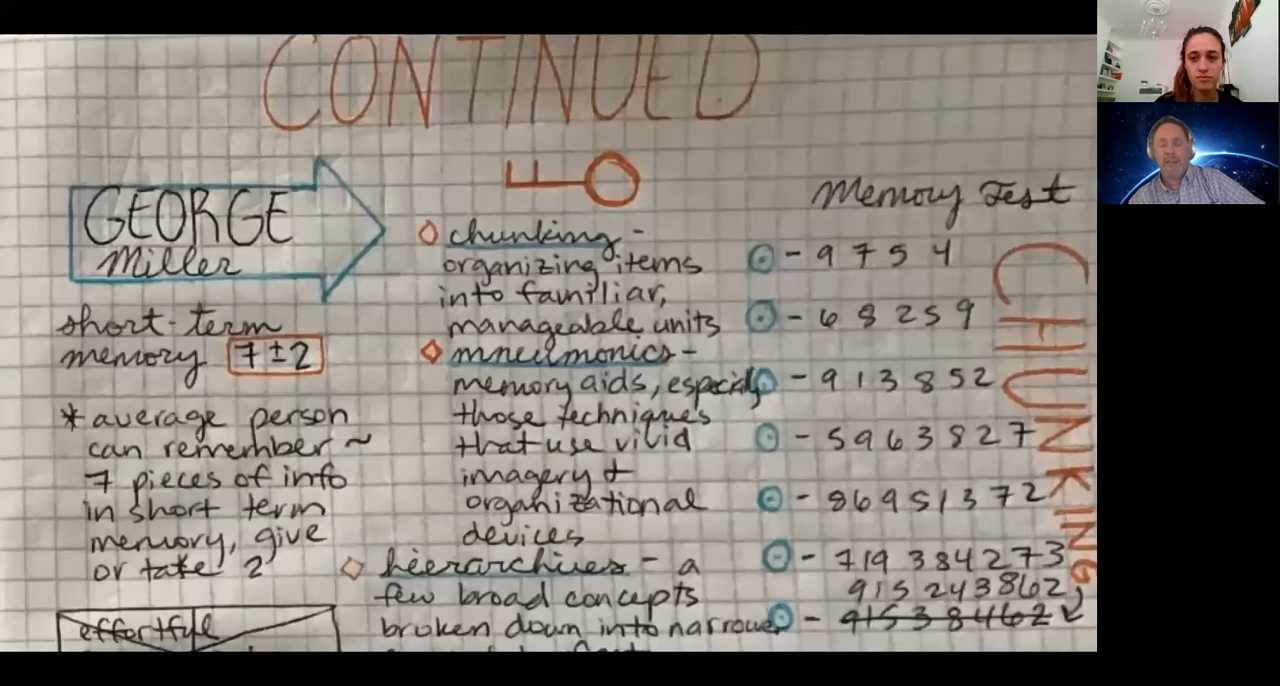 CONTINUED
GEORGE
Miller
short-term
memory 7±2
* average person
can remember ~
7 pieces of info
in short term
memory, give
or take 2
effortful
chunking -
organizing items
into familiar,
manageable units
mneumonics -
memory aids, especially
those techniques
that use vivid
imagery +
organizational
devices
hierarchies - a
few broad concepts
broken down into narrower
Memory Test
- 9 7 5 4
- 6 8 2 5 9
- 9 1 3 8 5 2
- 5 9 6 3 8 2 7
- 8 6 9 5 1 3 7 2
- 7 1 9 3 8 4 2 7 3
9 1 5 2 4 3 8 6 2
- 9 1 5 3 8 4 6 2
CHUNKING